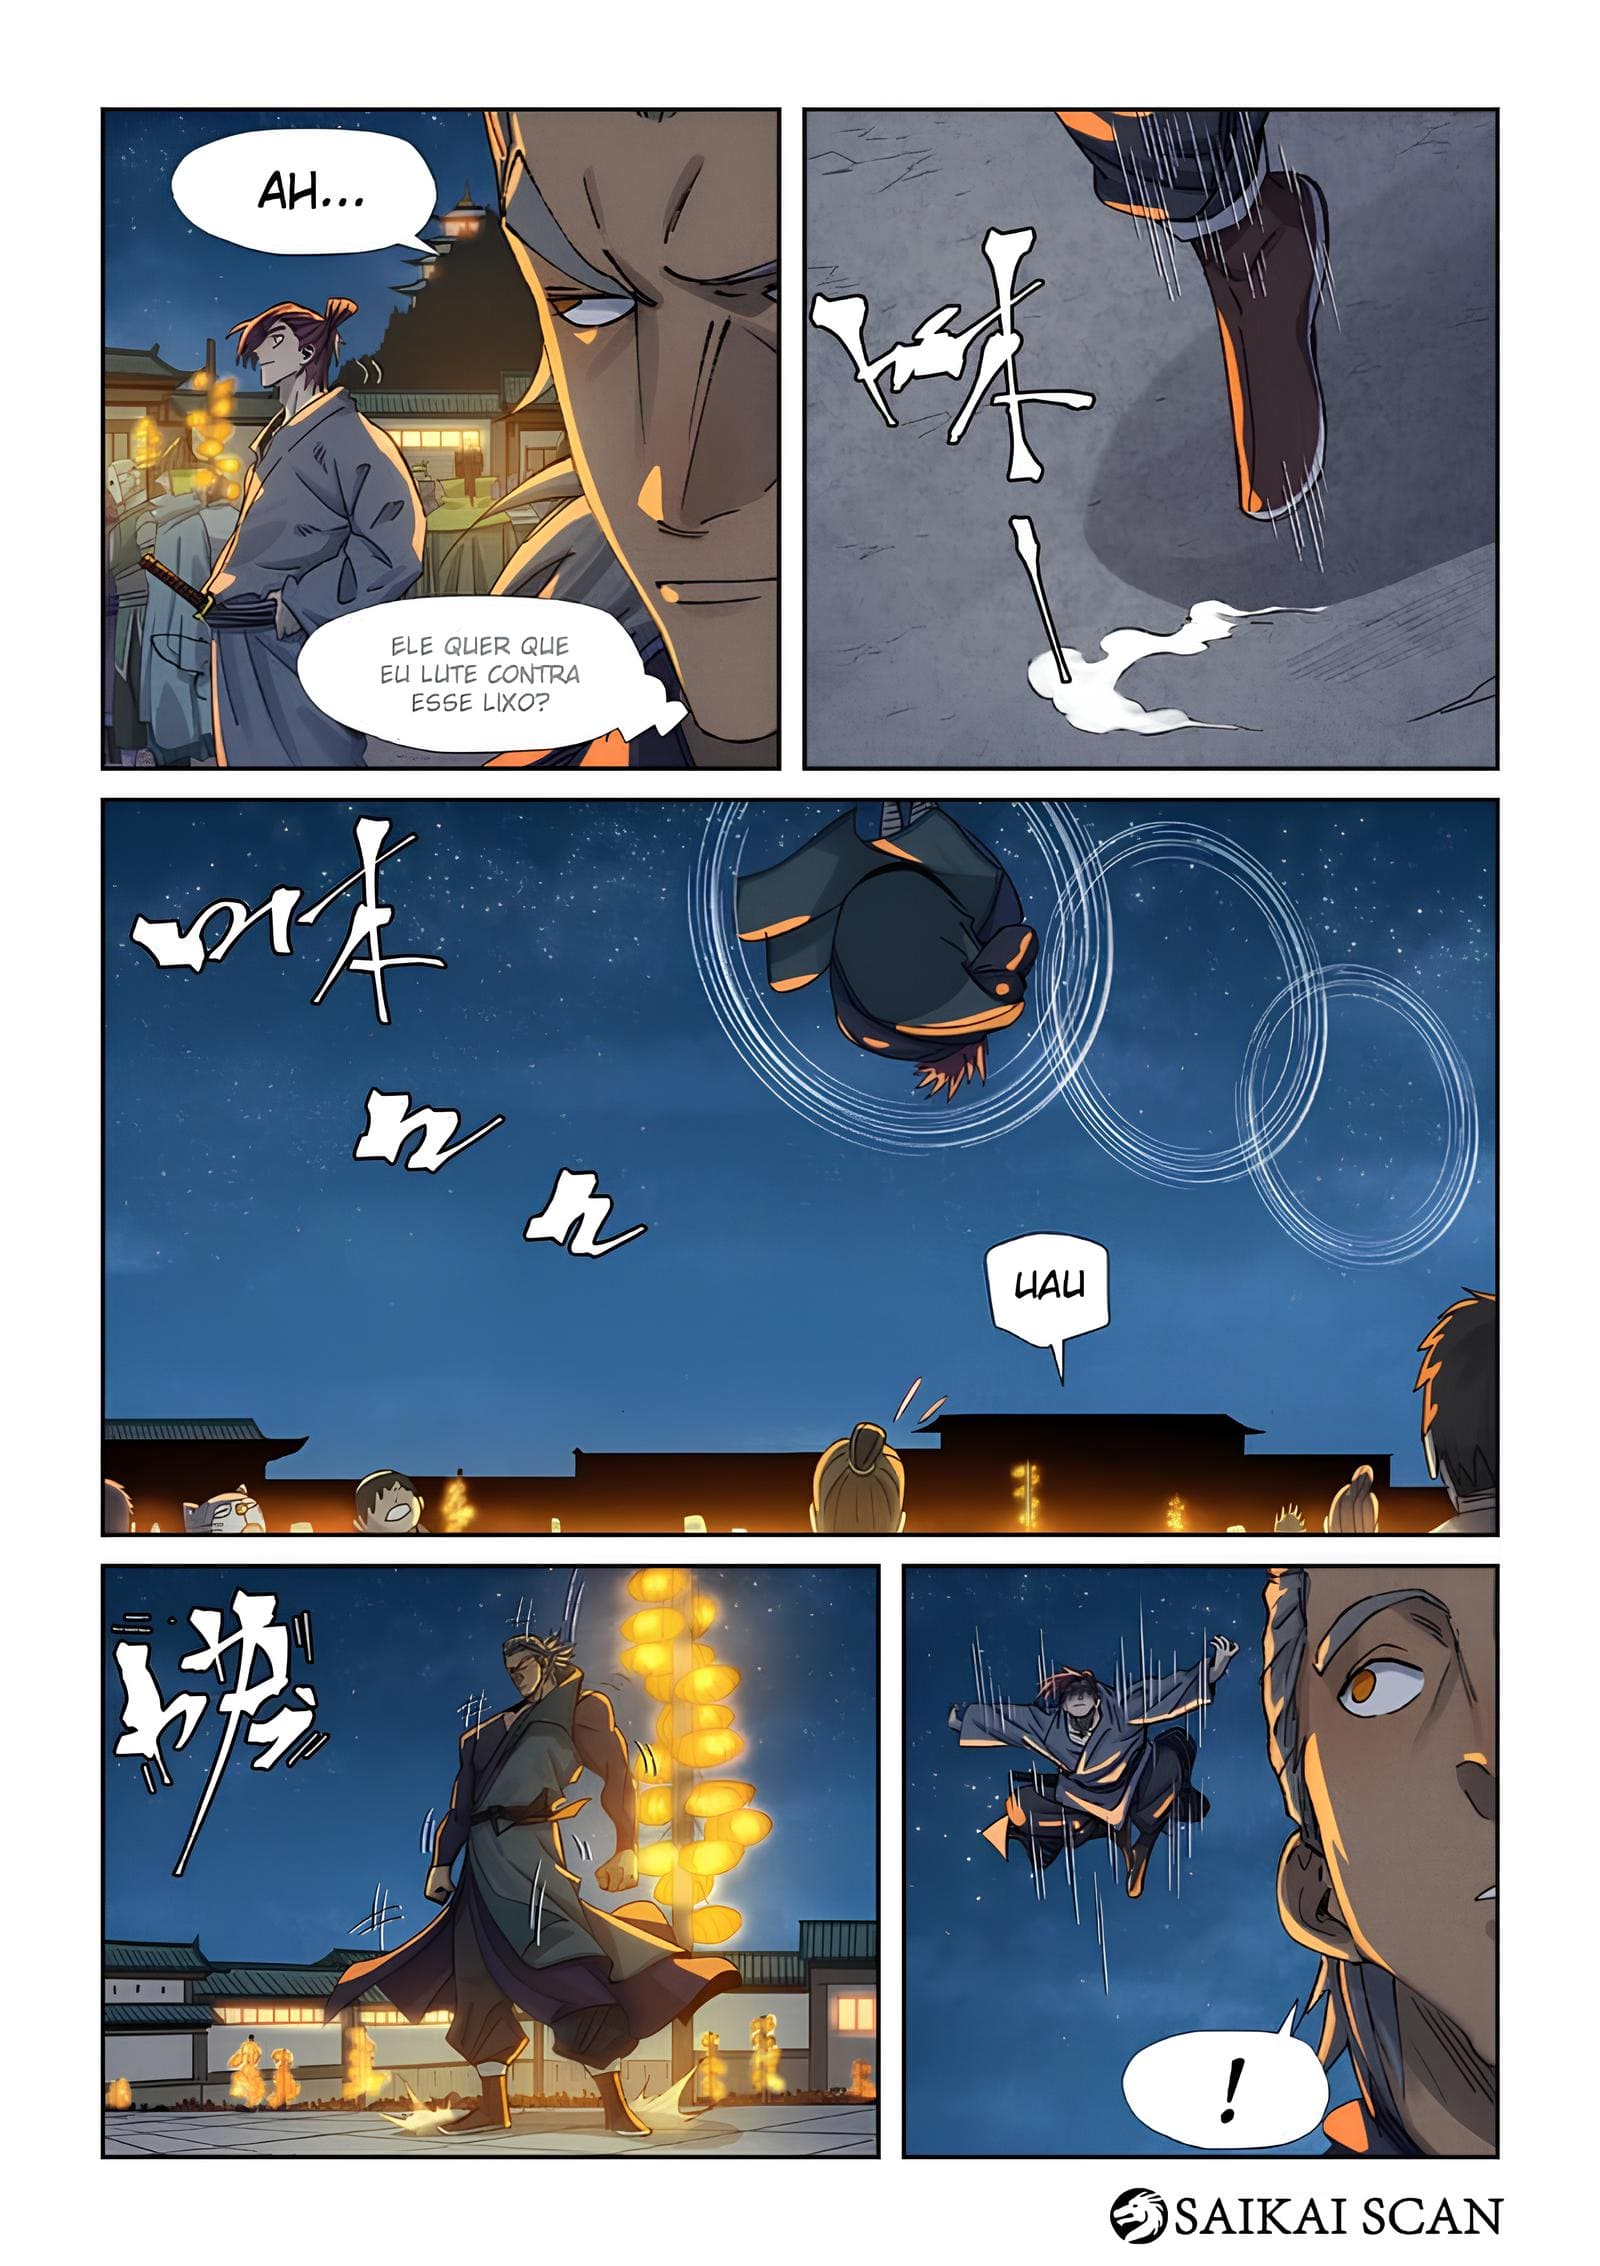 AH...
ELE QUER QUE
EU LUTE CONTRA
ESSE LIXO?
UAU
!
SAIKAI SCAN